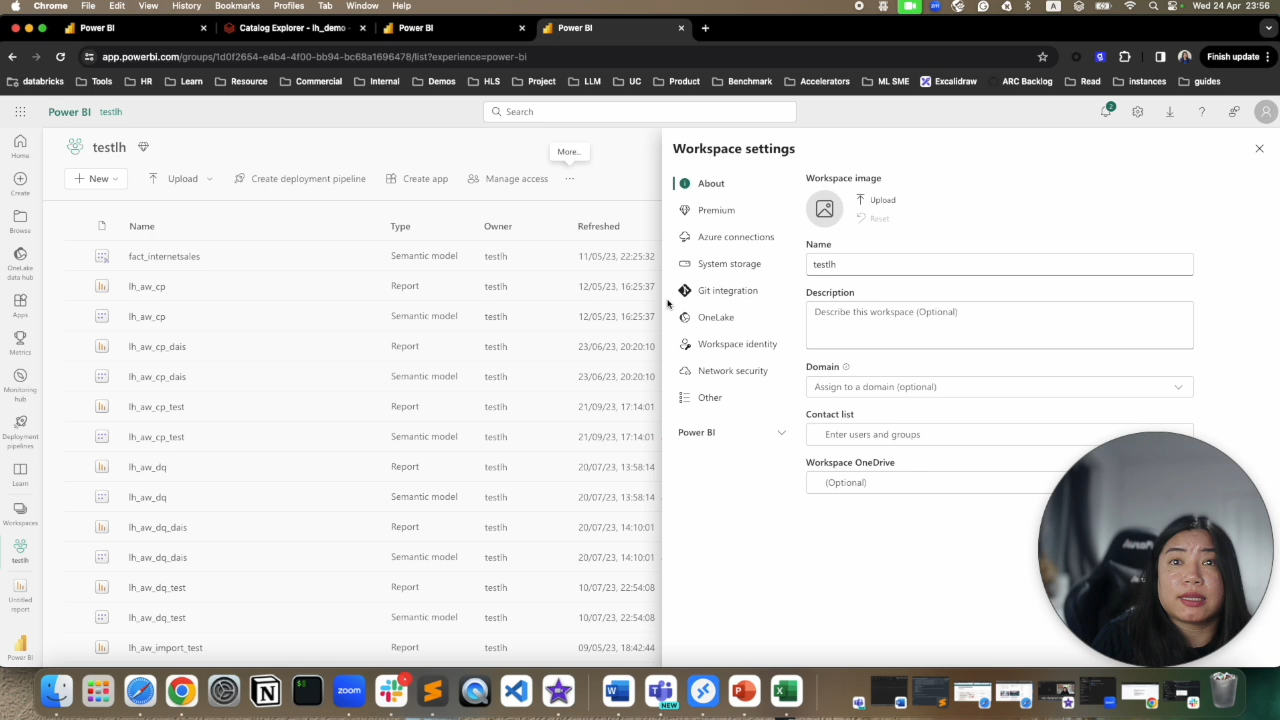 Chrome File Edit View History Bookmarks Profiles Tab Window Help
A
Wed 24 Apr 23:56
Power BI
Catalog Explorer - lh_demo
Power BI
Power BI
app.powerbi.com/groups/1d0f2654-e4b4-4f00-bb94-bc68a1696478/list?experience=power-bi
Finish update
databricks Tools HR Learn Resource Commercial Internal Demos HLS Project LLM UC Product Benchmark Accelerators ML SME Excalidraw ARC Backlog Read instances guides
Power BI testlh
Search
2
Home
Create
Browse
OneLake
data hub
Apps
Metrics
Monitoring
hub
Deployment
pipelines
Learn
Workspaces
testlh
Untitled
report
Power BI
testlh
More...
New Upload Create deployment pipeline Create app Manage access ...
Name Type Owner Refreshed
fact_internetsales Semantic model testlh 11/05/23, 22:25:32
lh_aw_cp Report testlh 12/05/23, 16:25:37
lh_aw_cp Semantic model testlh 12/05/23, 16:25:37
lh_aw_cp_dais Report testlh 23/06/23, 20:20:10
lh_aw_cp_dais Semantic model testlh 23/06/23, 20:20:10
lh_aw_cp_test Report testlh 21/09/23, 17:14:01
lh_aw_cp_test Semantic model testlh 21/09/23, 17:14:01
lh_aw_dq Report testlh 20/07/23, 13:58:14
lh_aw_dq Semantic model testlh 20/07/23, 13:58:14
lh_aw_dq_dais Report testlh 20/07/23, 14:10:01
lh_aw_dq_dais Semantic model testlh 20/07/23, 14:10:01
lh_aw_dq_test Report testlh 10/07/23, 22:54:08
lh_aw_dq_test Semantic model testlh 10/07/23, 22:54:08
lh_aw_import_test Report testlh 09/05/23, 18:42:44
Workspace settings
About
Premium
Azure connections
System storage
Git integration
OneLake
Workspace identity
Network security
Other
Power BI
Workspace image
Upload
Reset
Name
testlh
Description
Describe this workspace (Optional)
Domain
Assign to a domain (optional)
Contact list
Enter users and groups
Workspace OneDrive
(Optional)
zoom
NEW